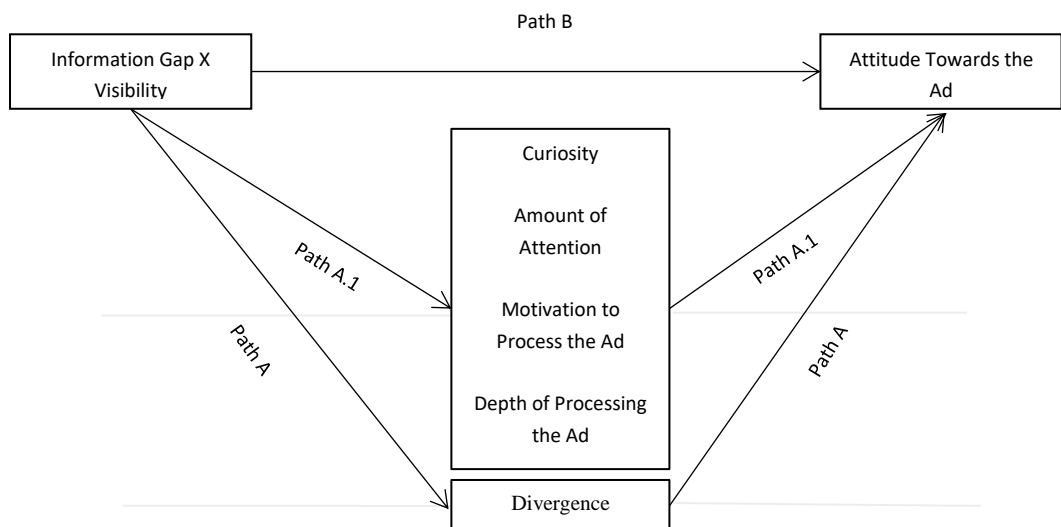 Path B
Information Gap X
Visibility
Attitude Towards the
Ad
Curiosity
Amount of
Attention
Path A.1
Path A.1
Motivation to
Process the Ad
Path A
Path A
Depth of Processing
the Ad
Divergence